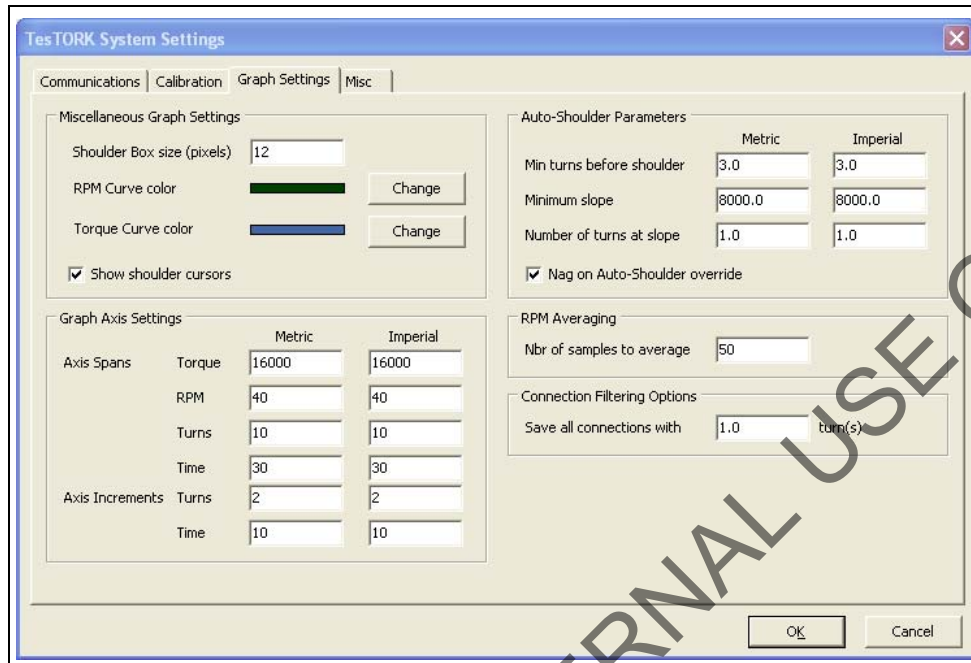 TesTORK System Settings
Communications
Calibration
Graph Settings
Misc
Miscellaneous Graph Settings
Shoulder Box size (pixels) 12
RPM Curve color Change
Torque Curve color Change
Show shoulder cursors
Graph Axis Settings
Metric Imperial
Axis Spans Torque 16000 16000
RPM 40 40
Turns 10 10
Time 30 30
Axis Increments Turns 2 2
Time 10 10
Auto-Shoulder Parameters
Metric Imperial
Min turns before shoulder 3.0 3.0
Minimum slope 8000.0 8000.0
Number of turns at slope 1.0 1.0
Nag on Auto-Shoulder override
RPM Averaging
Nbr of samples to average 50
Connection Filtering Options
Save all connections with 1.0 turn(s)
OK Cancel
ERNAL USE O